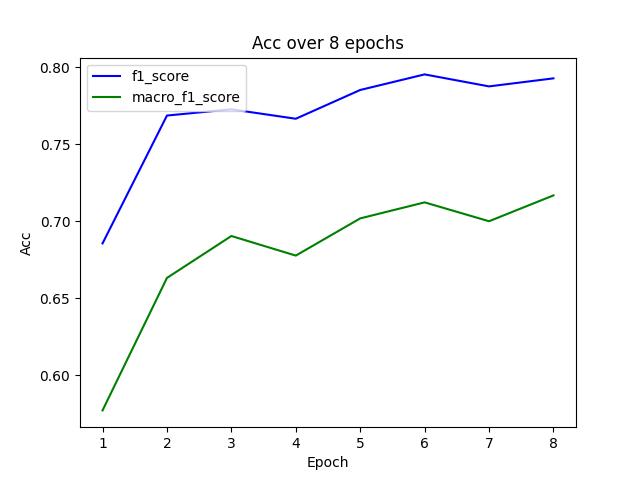 Acc over 8 epochs
f1_score
macro_f1_score
0.80
0.75
0.70
0.65
0.60
Acc
1 2 3 4 5 6 7 8
Epoch